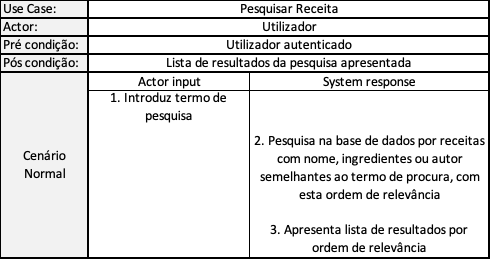 Use Case: Pesquisar Receita
Actor: Utilizador
Pré condição: Utilizador autenticado
Pós condição: Lista de resultados da pesquisa apresentada
Actor input System response
1. Introduz termo de
pesquisa
Cenário
Normal
2. Pesquisa na base de dados por receitas
com nome, ingredientes ou autor
semelhantes ao termo de procura, com
esta ordem de relevância
3. Apresenta lista de resultados por
ordem de relevância